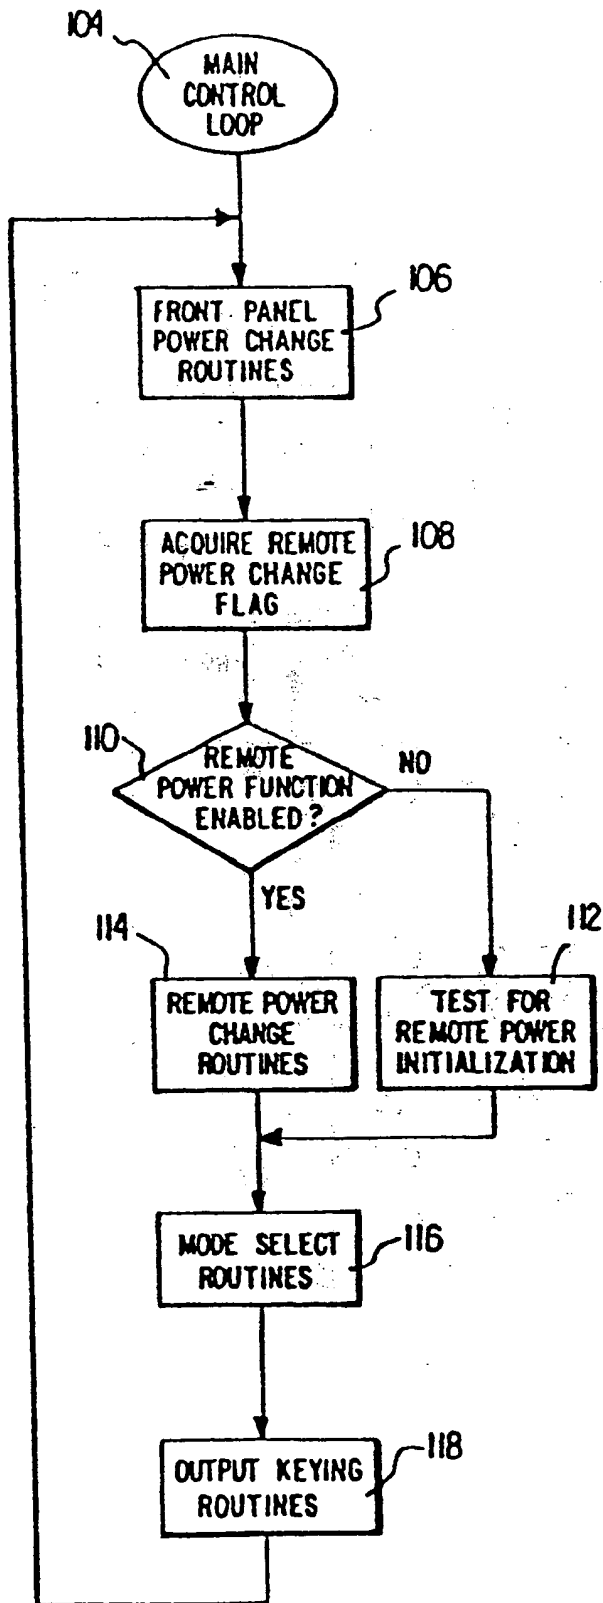 104
MAIN
CONTROL
LOOP
106
FRONT PANEL
POWER CHANGE
ROUTINES
108
ACQUIRE REMOTE
POWER CHANGE
FLAG
110
REMOTE
POWER FUNCTION
ENABLED?
NO
YES
114
REMOTE POWER
CHANGE
ROUTINES
112
TEST FOR
REMOTE POWER
INITIALIZATION
MODE SELECT
ROUTINES
116
OUTPUT KEYING
ROUTINES
118